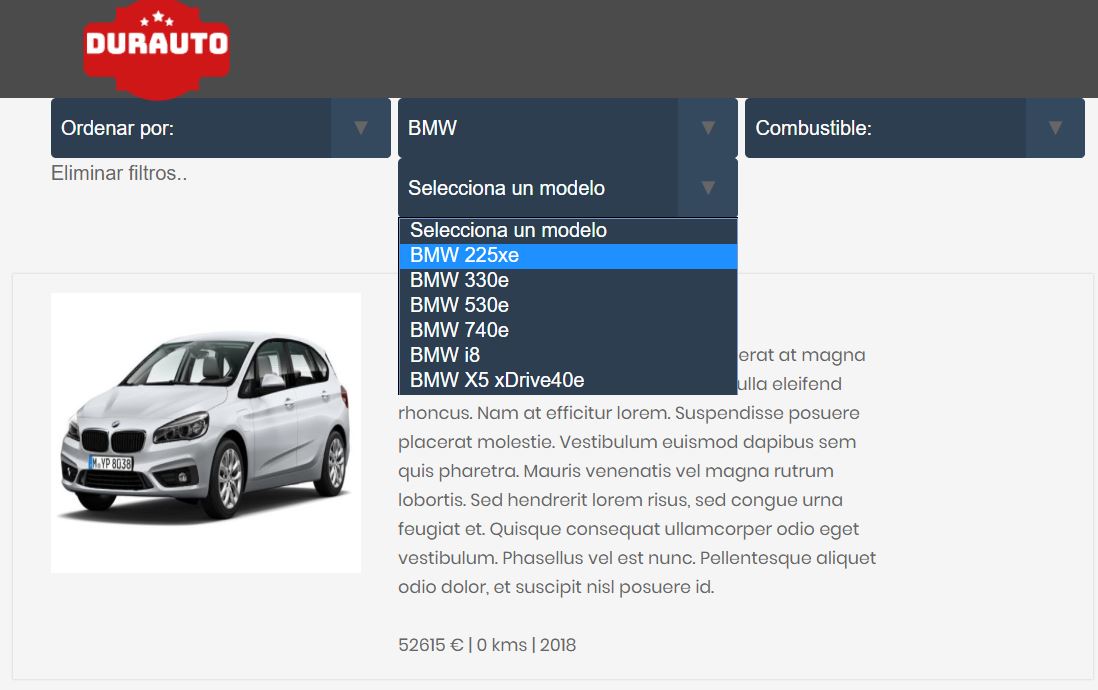 DURAUTO
Ordenar por:
BMW
Combustible:
Eliminar filtros..
Selecciona un modelo
Selecciona un modelo
BMW 225xe
BMW 330e
BMW 530e
BMW 740e
BMW i8
BMW X5 xDrive40e
erat at magna
ulla eleifend
rhoncus. Nam at efficitur lorem. Suspendisse posuere
placerat molestie. Vestibulum euismod dapibus sem
quis pharetra. Mauris venenatis vel magna rutrum
lobortis. Sed hendrerit lorem risus, sed congue urna
feugiat et. Quisque consequat ullamcorper odio eget
vestibulum. Phasellus vel est nunc. Pellentesque aliquet
odio dolor, et suscipit nisl posuere id.
M YP 8038
52615 € | 0 kms | 2018